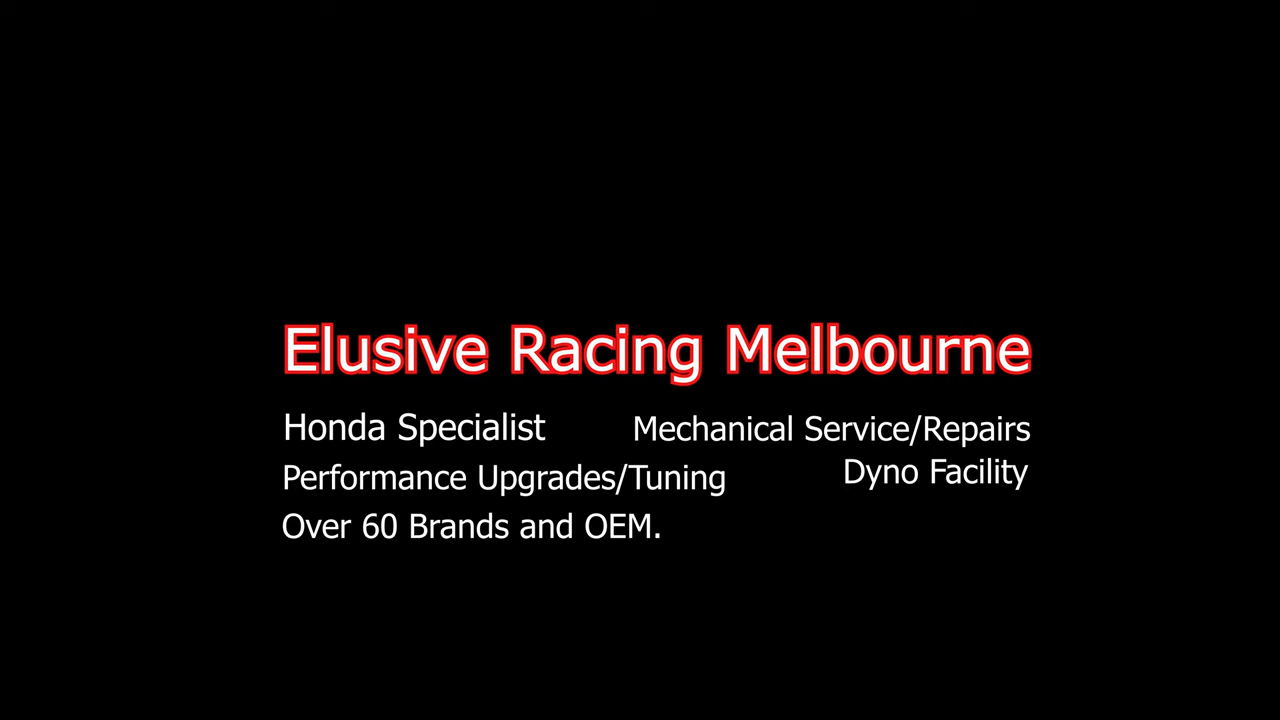 Elusive Racing Melbourne
Honda Specialist
Mechanical Service/Repairs
Performance Upgrades/Tuning
Dyno Facility
Over 60 Brands and OEM.